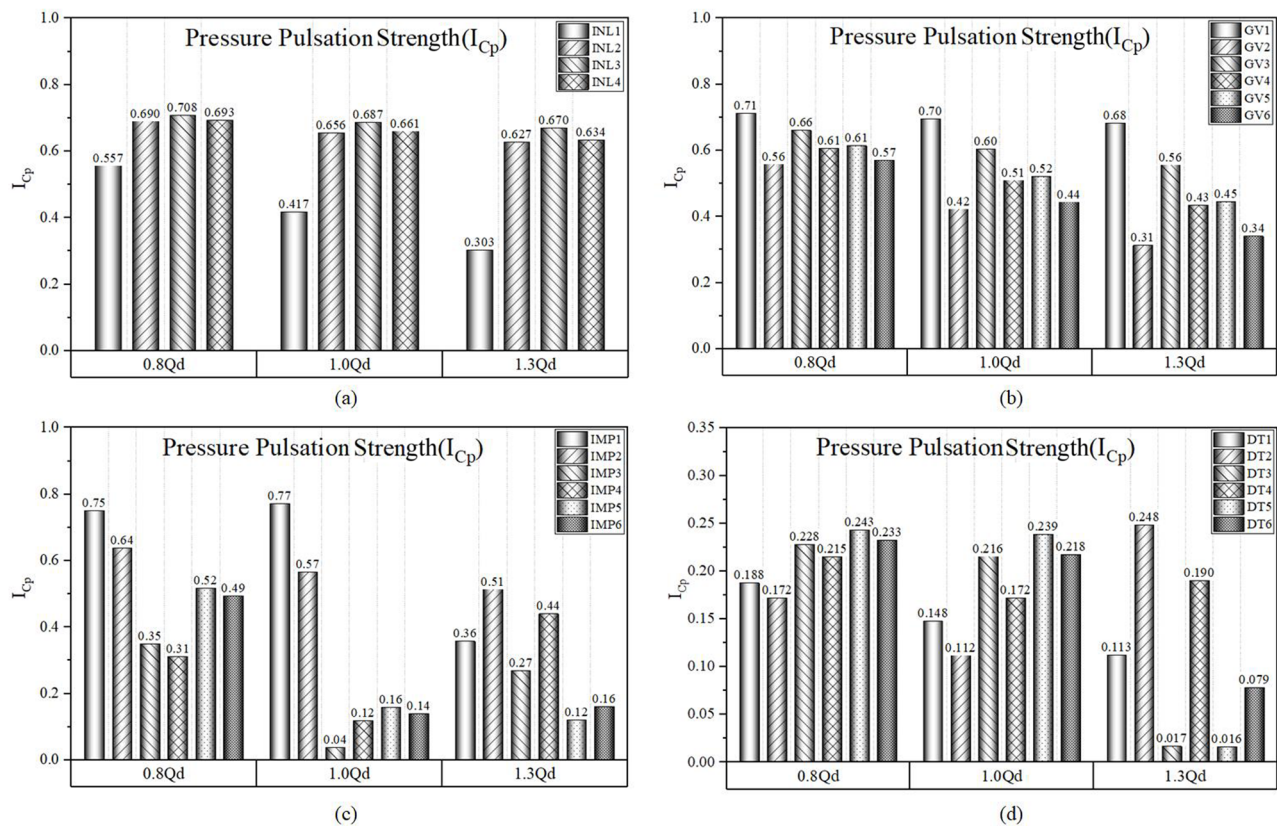 Pressure Pulsation Strength(I_Cp)
INL1
INL2
INL3
INL4
I_Cp
1.0
0.8
0.6
0.4
0.2
0.0
0.557
0.690
0.708
0.693
0.417
0.656
0.687
0.661
0.303
0.627
0.670
0.634
0.8Qd
1.0Qd
1.3Qd
(a)
Pressure Pulsation Strength(I_Cp)
GV1
GV2
GV3
GV4
GV5
GV6
I_Cp
1.0
0.8
0.6
0.4
0.2
0.0
0.71
0.56
0.66
0.61
0.61
0.57
0.70
0.42
0.60
0.51
0.52
0.44
0.68
0.31
0.56
0.43
0.45
0.34
0.8Qd
1.0Qd
1.3Qd
(b)
Pressure Pulsation Strength(I_Cp)
IMP1
IMP2
IMP3
IMP4
IMP5
IMP6
I_Cp
1.0
0.8
0.6
0.4
0.2
0.0
0.75
0.64
0.35
0.31
0.52
0.49
0.77
0.57
0.04
0.12
0.16
0.14
0.36
0.51
0.27
0.44
0.12
0.16
0.8Qd
1.0Qd
1.3Qd
(c)
Pressure Pulsation Strength(I_Cp)
DT1
DT2
DT3
DT4
DT5
DT6
I_Cp
0.35
0.30
0.25
0.20
0.15
0.10
0.05
0.00
0.188
0.172
0.228
0.215
0.243
0.233
0.148
0.112
0.216
0.172
0.239
0.218
0.113
0.248
0.017
0.190
0.016
0.079
0.8Qd
1.0Qd
1.3Qd
(d)